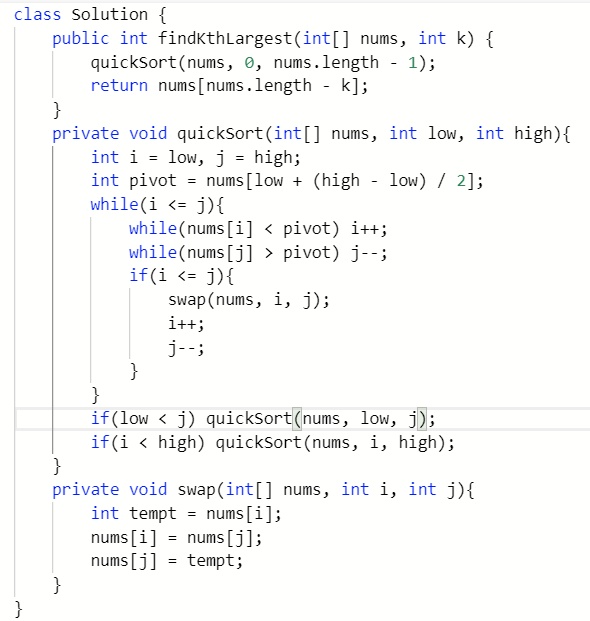 class Solution {
    public int findKthLargest(int[] nums, int k) {
        quickSort(nums, 0, nums.length - 1);
        return nums[nums.length - k];
    }
    private void quickSort(int[] nums, int low, int high){
        int i = low, j = high;
        int pivot = nums[low + (high - low) / 2];
        while(i <= j){
            while(nums[i] < pivot) i++;
            while(nums[j] > pivot) j--;
            if(i <= j){
                swap(nums, i, j);
                i++;
                j--;
            }
        }
        if(low < j) quickSort(nums, low, j);
        if(i < high) quickSort(nums, i, high);
    }
    private void swap(int[] nums, int i, int j){
        int tempt = nums[i];
        nums[i] = nums[j];
        nums[j] = tempt;
    }
}